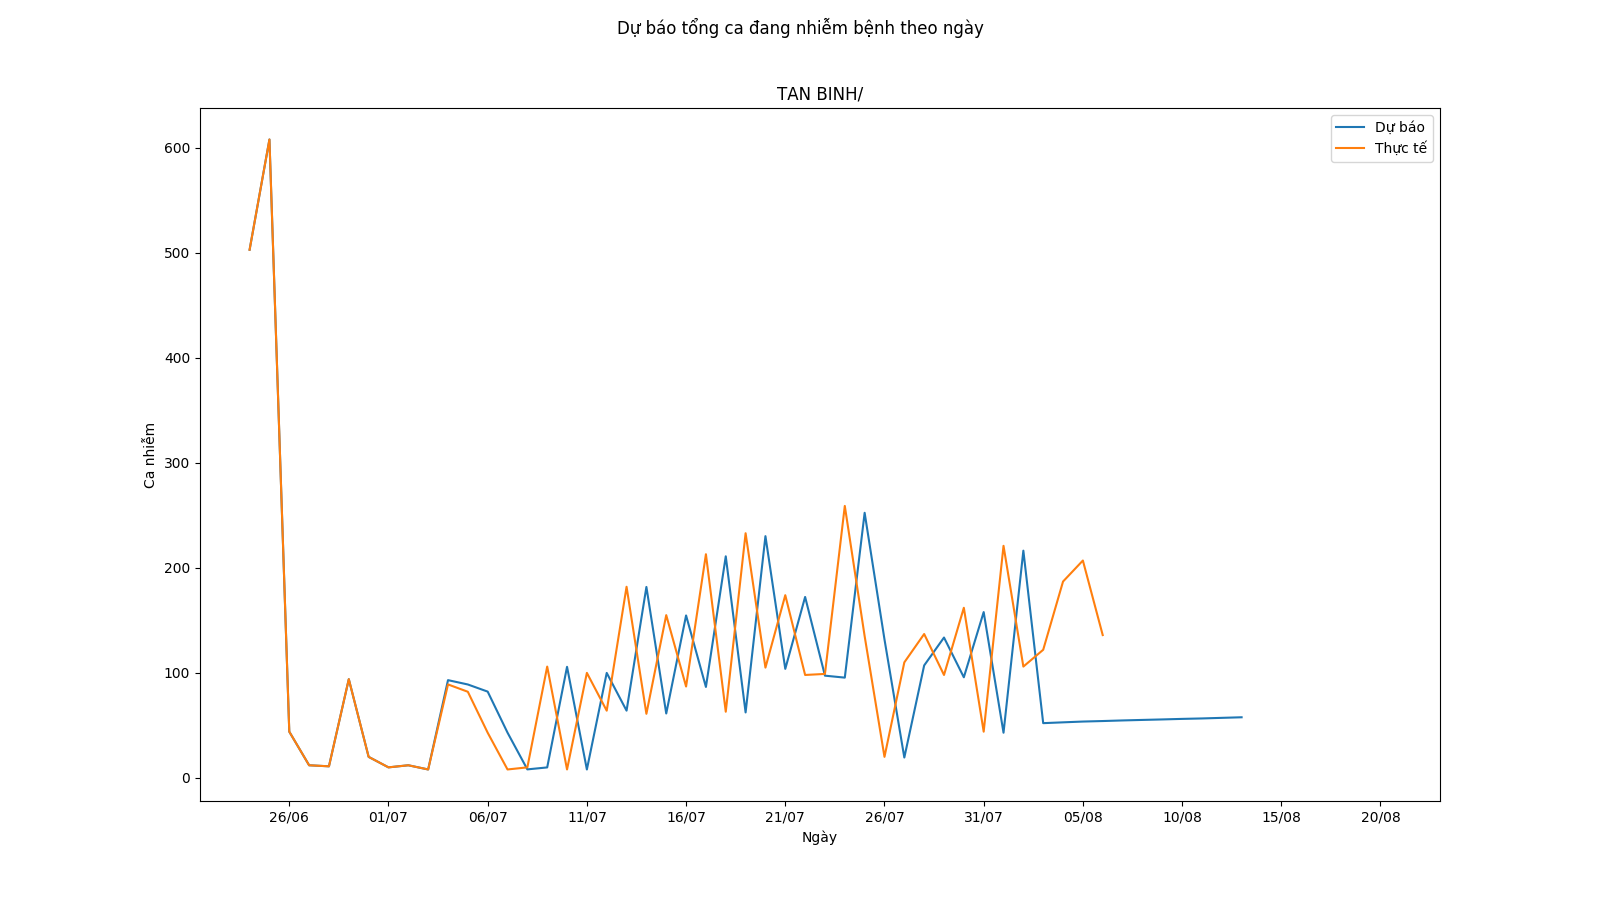 Dự báo tổng ca đang nhiễm bệnh theo ngày
TAN BINH/
Dự báo
Thực tế
600
500
400
300
200
100
0
Ca nhiễm
26/06 01/07 06/07 11/07 16/07 21/07 26/07 31/07 05/08 10/08 15/08 20/08
Ngày